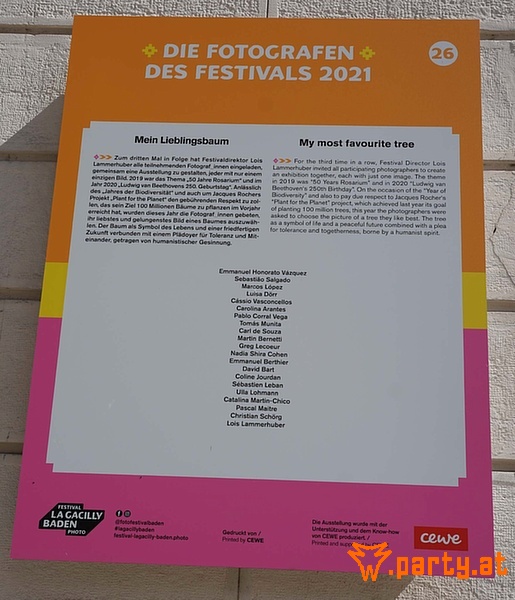 DIE FOTOGRAFEN
DES FESTIVALS 2021
26
Mein Lieblingsbaum
Zum dritten Mal in Folge hat Festivaldirektor Lois
Lammerhuber alle teilnehmenden Fotograf_innen eingeladen,
gemeinsam eine Ausstellung zu gestalten, jeder mit nur einem
einzigen Bild. 2019 war das Thema „50 Jahre Rosarium“ und im
Jahr 2020 „Ludwig van Beethovens 250. Geburtstag“. Anlässlich
des „Jahres der Biodiversität“ und auch um Jacques Rochers
Projekt „Plant for the Planet“ den gebührenden Respekt zu zol-
len, das sein Ziel 100 Millionen Bäume zu pflanzen im Vorjahr
erreicht hat, wurden dieses Jahr die Fotograf_innen gebeten,
ihr liebstes und gelungenstes Bild eines Baumes auszuwäh-
len. Der Baum als Symbol des Lebens und einer friedfertigen
Zukunft verbunden mit einem Plädoyer für Toleranz und Mit-
einander, getragen von humanistischer Gesinnung.
My most favourite tree
For the third time in a row, Festival Director Lois
Lammerhuber invited all participating photographers to create
an exhibition together, each with just one image. The theme
in 2019 was "50 Years Rosarium" and in 2020 "Ludwig van
Beethoven's 250th Birthday". On the occasion of the "Year of
Biodiversity" and also to pay due respect to Jacques Rocher's
"Plant for the Planet" project, which achieved last year its goal
of planting 100 million trees, this year the photographers were
asked to choose the picture of a tree they like best. The tree
as a symbol of life and a peaceful future combined with a plea
for tolerance and togetherness, borne by a humanist spirit.
Emmanuel Honorato Vázquez
Sebastião Salgado
Marcos López
Luisa Dörr
Cássio Vasconcellos
Carolina Arantes
Pablo Corral Vega
Tomás Munita
Carl de Souza
Martin Bernetti
Greg Lecoeur
Nadia Shira Cohen
Emmanuel Berthier
David Bart
Coline Jourdan
Sébastien Leban
Ulla Lohmann
Catalina Martin-Chico
Pascal Maitre
Christian Schörg
Lois Lammerhuber
FESTIVAL
LA GACILLY
BADEN
PHOTO
@fotofestivalbaden
#lagacillybaden
festival-lagacilly-baden.photo
Gedruckt von /
Printed by CEWE
Die Ausstellung wurde mit der
Unterstützung und dem Know-how
von CEWE produziert. /
Printed and supported by CEWE
cewe
party.at